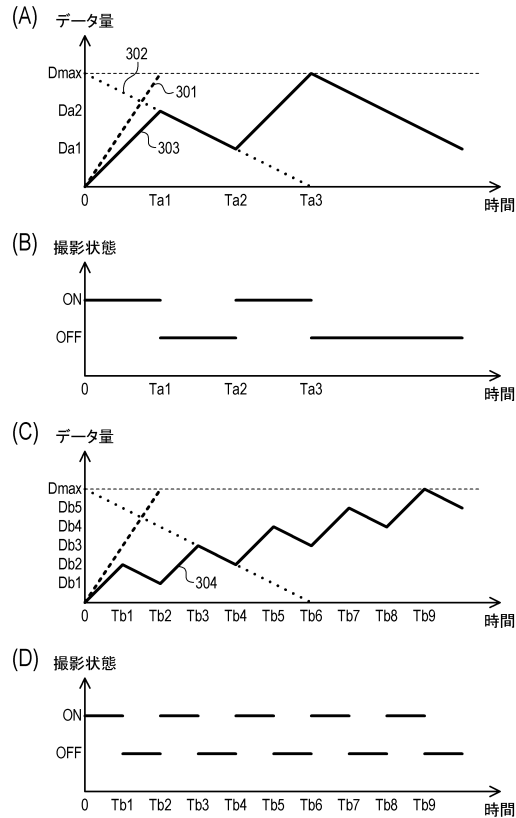 (A) データ量
302
Dmax
301
Da2
Da1
303
0 Ta1 Ta2 Ta3 時間
(B) 撮影状態
ON
OFF
0 Ta1 Ta2 Ta3 時間
(C) データ量
Dmax
Db5
Db4
Db3
Db2
Db1
304
0 Tb1 Tb2 Tb3 Tb4 Tb5 Tb6 Tb7 Tb8 Tb9 時間
(D) 撮影状態
ON
OFF
0 Tb1 Tb2 Tb3 Tb4 Tb5 Tb6 Tb7 Tb8 Tb9 時間